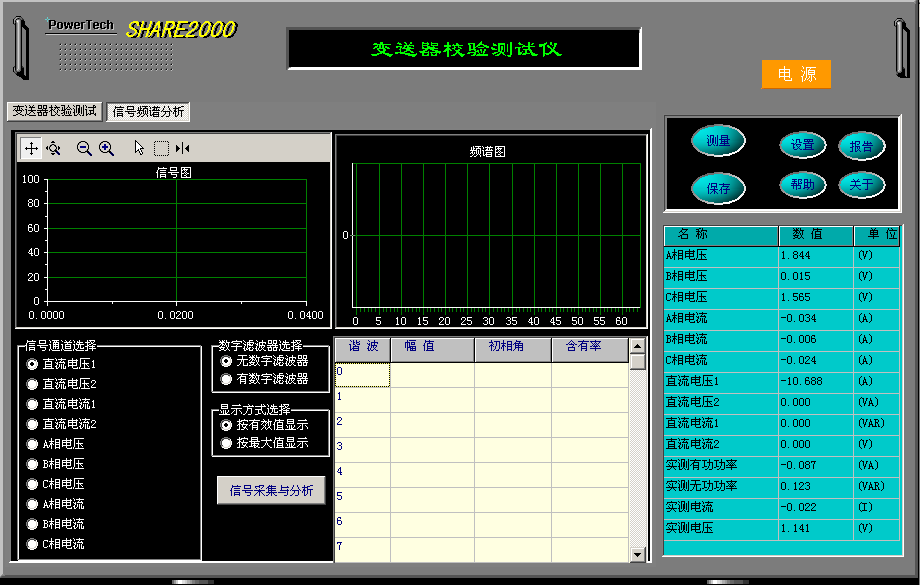 PowerTech SHARE2000
变送器校验测试仪
电 源
变送器校验测试 信号频谱分析
测量 设置 报告
保存 帮助 关于
信号图
100
80
60
40
20
0
0.0000 0.0200 0.0400
频谱图
0
0 5 10 15 20 25 30 35 40 45 50 55 60
信号通道选择
直流电压1
直流电压2
直流电流1
直流电流2
A相电压
B相电压
C相电压
A相电流
B相电流
C相电流
数字滤波器选择
无数字滤波器
有数字滤波器
显示方式选择
按有效值显示
按最大值显示
信号采集与分析
谐 波 幅 值 初相角 含有率
0
1
2
3
4
5
6
7
名 称 数 值 单 位
A相电压 1.844 (V)
B相电压 0.015 (V)
C相电压 1.565 (V)
A相电流 -0.034 (A)
B相电流 -0.006 (A)
C相电流 -0.024 (A)
直流电压1 -10.688 (A)
直流电压2 0.000 (VA)
直流电流1 0.000 (VAR)
直流电流2 0.000 (V)
实测有功功率 -0.087 (VA)
实测无功功率 0.123 (VAR)
实测电流 -0.022 (I)
实测电压 1.141 (V)